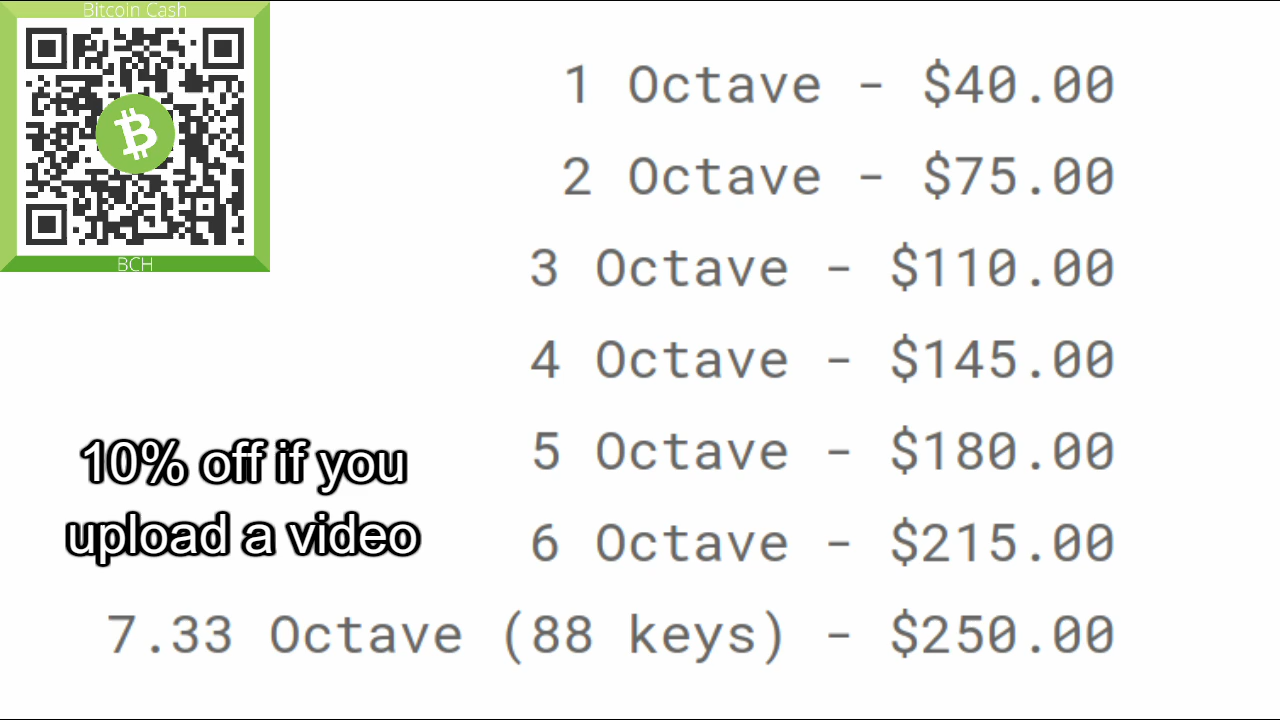 Bitcoin Cash
BCH
1 Octave - $40.00
2 Octave - $75.00
3 Octave - $110.00
4 Octave - $145.00
5 Octave - $180.00
6 Octave - $215.00
7.33 Octave (88 keys) - $250.00
10% off if you
upload a video